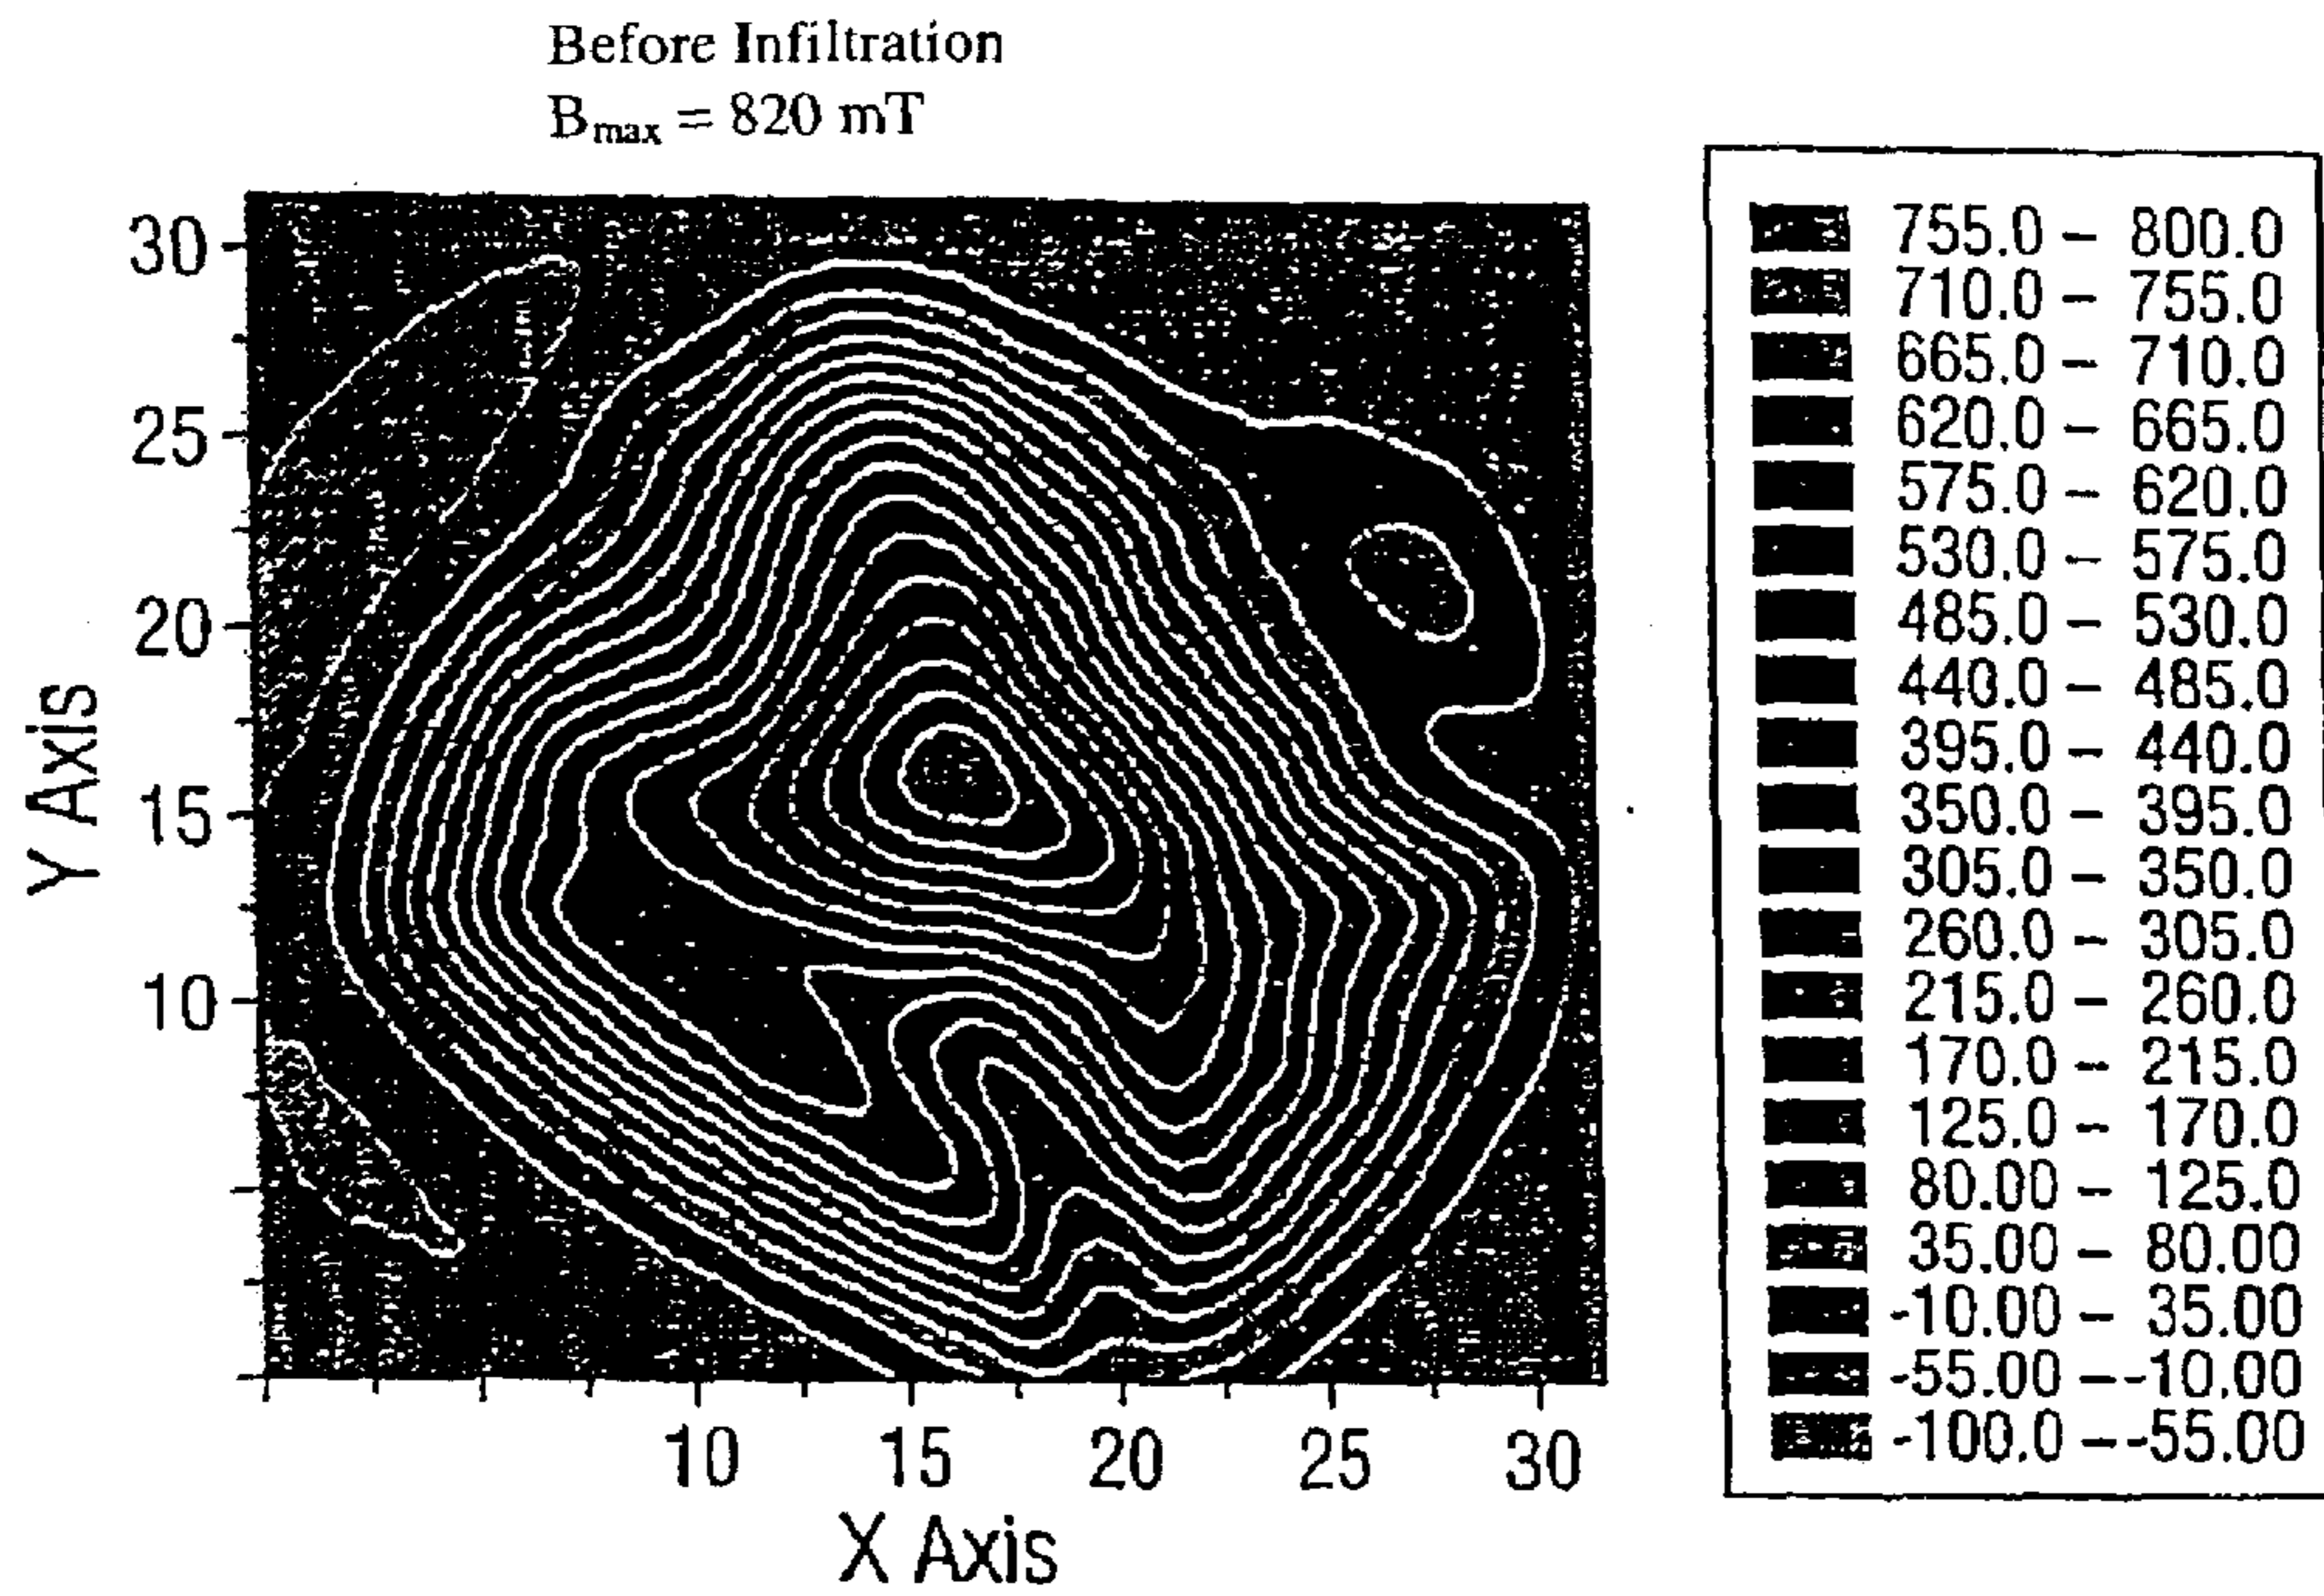 Before Infiltration
Bmax = 820 mT
30
25
20
15
10
Y Axis
10 15 20 25 30
X Axis
755.0 – 800.0
710.0 – 755.0
665.0 – 710.0
620.0 – 665.0
575.0 – 620.0
530.0 – 575.0
485.0 – 530.0
440.0 – 485.0
395.0 – 440.0
350.0 – 395.0
305.0 – 350.0
260.0 – 305.0
215.0 – 260.0
170.0 – 215.0
125.0 – 170.0
80.00 – 125.0
35.00 – 80.00
-10.00 – 35.00
-55.00 – -10.00
-100.0 – -55.00